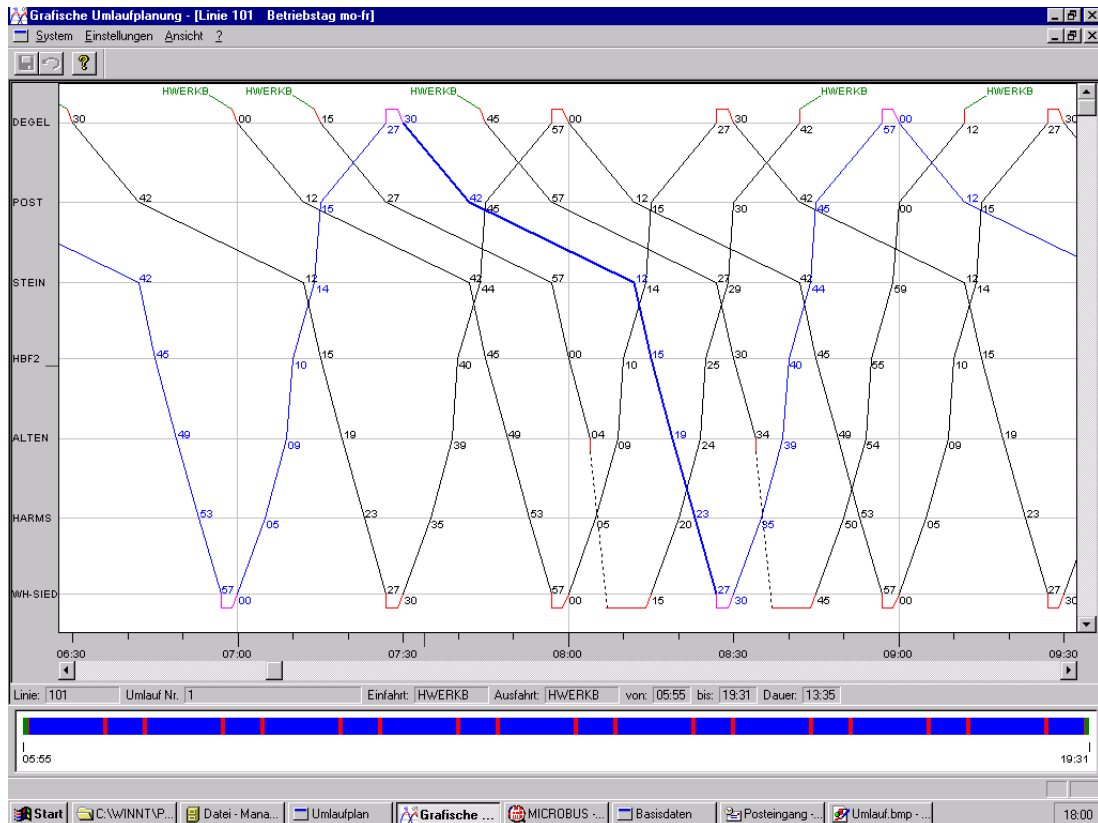 Grafische Umlaufplanung - [Linie 101 Betriebstag mo-fr]
System Einstellungen Ansicht ?
HWERKB HWERKB HWERKB HWERKB HWERKB
DEGEL 30 00 15 27 30 45 57 00 27 30 42 57 00 12 27 30
POST 42 12 15 27 42 45 57 12 15 30 42 45 00 12 15
STEIN 42 12 14 42 44 57 12 14 27 29 42 44 59 12 14
HBF2 45 10 15 40 45 00 10 15 25 30 40 45 55 10 15
ALTEN 49 09 19 39 49 04 09 19 24 34 39 49 54 09 19
HARMS 53 05 23 35 53 05 20 23 35 50 53 05 23
WH-SIED 57 00 27 30 57 00 15 27 30 45 57 00 27 30
06:30 07:00 07:30 08:00 08:30 09:00 09:30
Linie: 101 Umlauf Nr. 1 Einfahrt: HWERKB Ausfahrt: HWERKB von: 05:55 bis: 19:31 Dauer: 13:35
05:55 19:31
Start C:\WINNT\P... Datei - Mana... Umlaufplan Grafische ... MICROBUS -... Basisdaten Posteingang -... Umlauf.bmp - ... 18:00